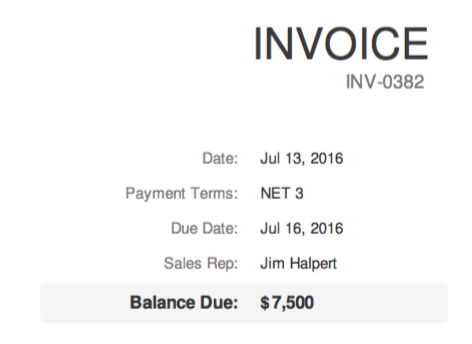 INVOICE
INV-0382
Date: Jul 13, 2016
Payment Terms: NET 3
Due Date: Jul 16, 2016
Sales Rep: Jim Halpert
Balance Due: $7,500